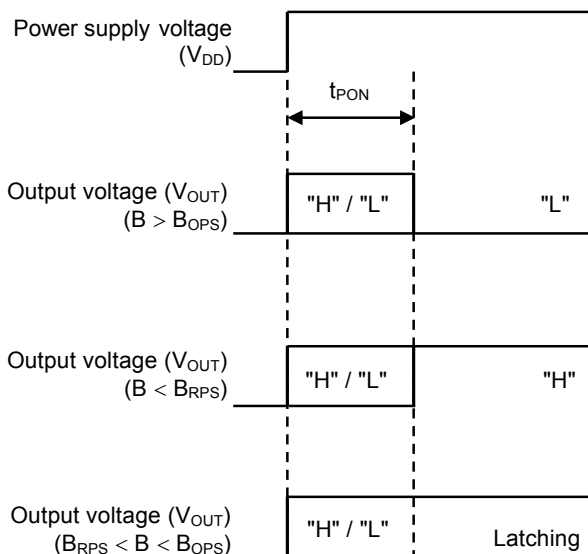 Power supply voltage
(VDD)
tPON
Output voltage (VOUT)
(B > BOPS)
"H" / "L"
"L"
Output voltage (VOUT)
(B < BRPS)
"H" / "L"
"H"
Output voltage (VOUT)
(BRPS < B < BOPS)
"H" / "L"
Latching